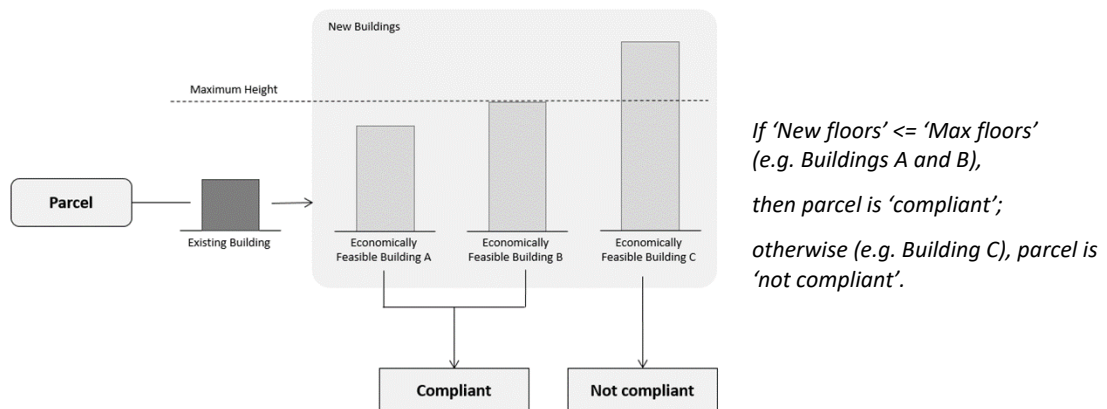 New Buildings
Maximum Height
If ‘New floors’ <= ‘Max floors’
(e.g. Buildings A and B),
then parcel is ‘compliant’;
otherwise (e.g. Building C), parcel is
‘not compliant’.
Parcel
Existing Building
Economically
Feasible Building A
Economically
Feasible Building B
Economically
Feasible Building C
Compliant
Not compliant